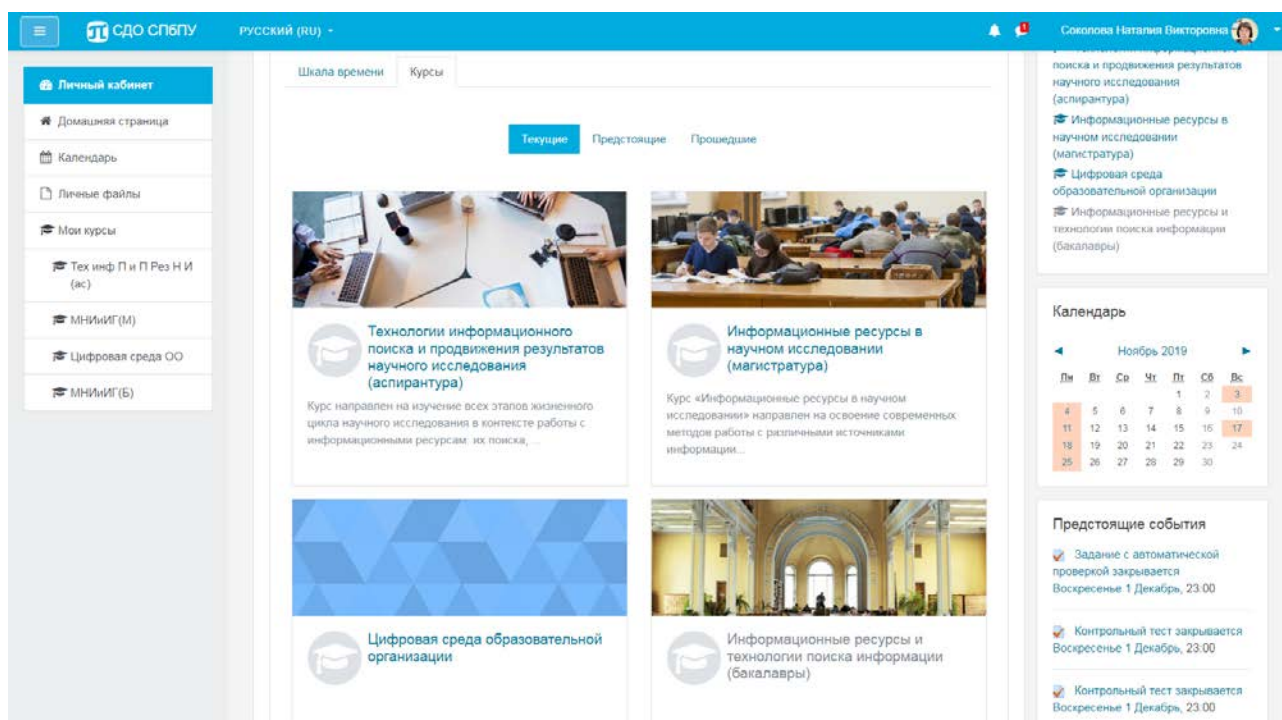 СДО СПбПУ
РУССКИЙ (RU)
1
Соколова Наталия Викторовна
Личный кабинет
Домашняя страница
Календарь
Личные файлы
Мои курсы
Тех инф П и П Рез Н И
(ас)
МНИиИГ(М)
Цифровая среда ОО
МНИиИГ(Б)
Шкала времени
Курсы
Текущие
Предстоящие
Прошедшие
Технологии информационного
поиска и продвижения результатов
научного исследования
(аспирантура)
Курс направлен на изучение всех этапов жизненного
цикла научного исследования в контексте работы с
информационными ресурсам: их поиска, ...
Информационные ресурсы в
научном исследовании
(магистратура)
Курс «Информационные ресурсы в научном
исследовании» направлен на освоение современных
методов работы с различными источниками
информации...
Цифровая среда образовательной
организации
Информационные ресурсы и
технологии поиска информации
(бакалавры)
поиска и продвижения результатов
научного исследования
(аспирантура)
Информационные ресурсы в
научном исследовании
(магистратура)
Цифровая среда
образовательной организации
Информационные ресурсы и
технологии поиска информации
(бакалавры)
Календарь
◄ Ноябрь 2019 ►
Пн Вт Ср Чт Пт Сб Вс
1 2 3
4 5 6 7 8 9 10
11 12 13 14 15 16 17
18 19 20 21 22 23 24
25 26 27 28 29 30
Предстоящие события
Задание с автоматической
проверкой закрывается
Воскресенье 1 Декабрь, 23:00
Контрольный тест закрывается
Воскресенье 1 Декабрь, 23:00
Контрольный тест закрывается
Воскресенье 1 Декабрь, 23:00